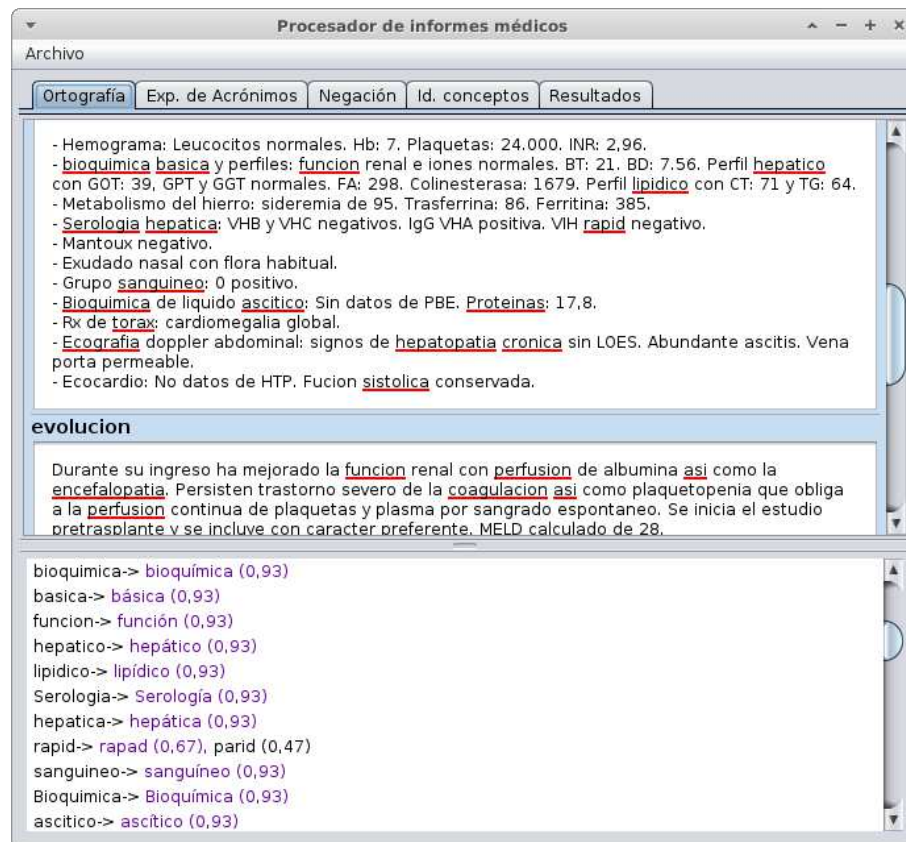 Procesador de informes médicos
Archivo
Ortografía Exp. de Acrónimos Negación Id. conceptos Resultados
- Hemograma: Leucocitos normales. Hb: 7. Plaquetas: 24.000. INR: 2,96.
- bioquimica basica y perfiles: funcion renal e iones normales. BT: 21. BD: 7.56. Perfil hepatico
con GOT: 39, GPT y GGT normales. FA: 298. Colinesterasa: 1679. Perfil lipidico con CT: 71 y TG: 64.
- Metabolismo del hierro: sideremia de 95. Trasferrina: 86. Ferritina: 385.
- Serologia hepatica: VHB y VHC negativos. IgG VHA positiva. VIH rapid negativo.
- Mantoux negativo.
- Exudado nasal con flora habitual.
- Grupo sanguineo: 0 positivo.
- Bioquimica de liquido ascitico: Sin datos de PBE. Proteinas: 17,8.
- Rx de torax: cardiomegalia global.
- Ecografia doppler abdominal: signos de hepatopatia cronica sin LOES. Abundante ascitis. Vena
porta permeable.
- Ecocardio: No datos de HTP. Fucion sistolica conservada.
evolucion
Durante su ingreso ha mejorado la funcion renal con perfusion de albumina asi como la
encefalopatia. Persisten trastorno severo de la coagulacion asi como plaquetopenia que obliga
a la perfusion continua de plaquetas y plasma por sangrado espontaneo. Se inicia el estudio
pretrasplante y se incluye con caracter preferente. MELD calculado de 28.
bioquimica-> bioquímica (0,93)
basica-> básica (0,93)
funcion-> función (0,93)
hepatico-> hepático (0,93)
lipidico-> lipídico (0,93)
Serologia-> Serología (0,93)
hepatica-> hepática (0,93)
rapid-> rapad (0,67), parid (0,47)
sanguineo-> sanguíneo (0,93)
Bioquimica-> Bioquímica (0,93)
ascitico-> ascítico (0,93)